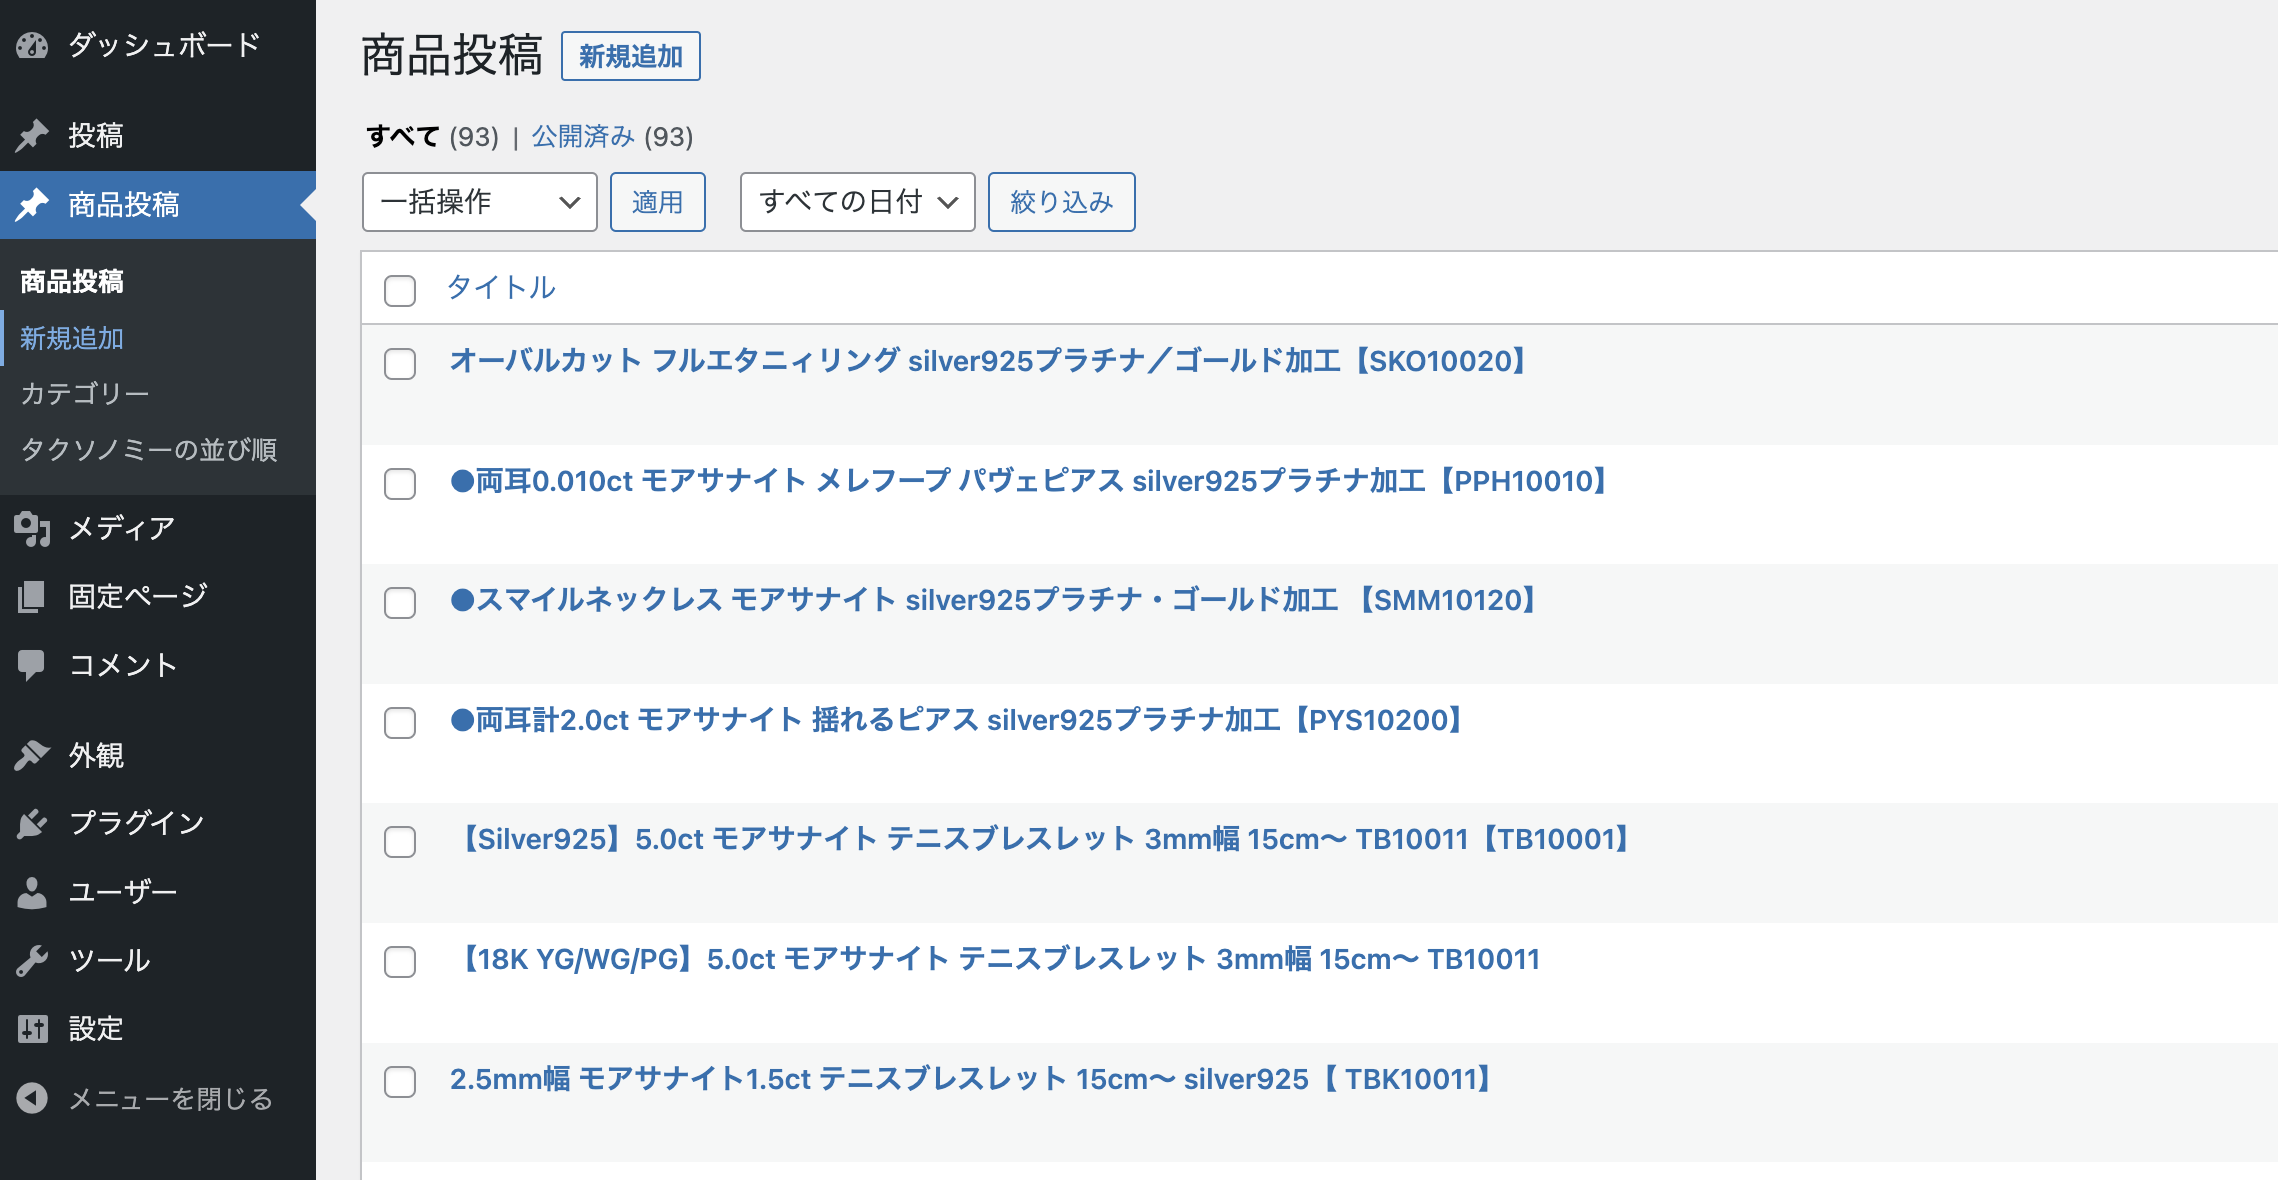 ダッシュボード
投稿
商品投稿
商品投稿
新規追加
カテゴリー
タクソノミーの並び順
メディア
固定ページ
コメント
外観
プラグイン
ユーザー
ツール
設定
メニューを閉じる
商品投稿 新規追加
すべて (93) | 公開済み (93)
一括操作 適用 すべての日付 絞り込み
タイトル
オーバルカット フルエタニィリング silver925プラチナ／ゴールド加工【SKO10020】
●両耳0.010ct モアサナイト メレフープ パヴェピアス silver925プラチナ加工【PPH10010】
●スマイルネックレス モアサナイト silver925プラチナ・ゴールド加工 【SMM10120】
●両耳計2.0ct モアサナイト 揺れるピアス silver925プラチナ加工【PYS10200】
【Silver925】5.0ct モアサナイト テニスブレスレット 3mm幅 15cm〜 TB10011【TB10001】
【18K YG/WG/PG】5.0ct モアサナイト テニスブレスレット 3mm幅 15cm〜 TB10011
2.5mm幅 モアサナイト1.5ct テニスブレスレット 15cm〜 silver925【 TBK10011】